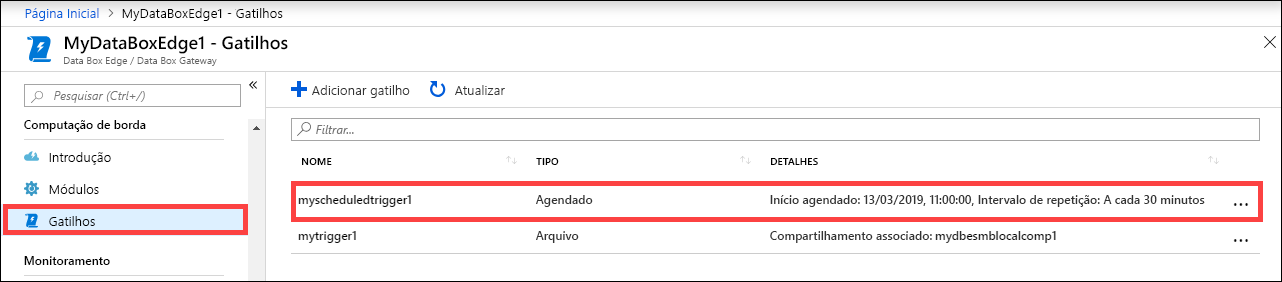 Página Inicial > MyDataBoxEdge1 - Gatilhos
MyDataBoxEdge1 - Gatilhos
Data Box Edge / Data Box Gateway
Pesquisar (Ctrl+/)
Computação de borda
Introdução
Módulos
Gatilhos
Monitoramento
Adicionar gatilho Atualizar
Filtrar...
NOME TIPO DETALHES
myscheduledtrigger1 Agendado Início agendado: 13/03/2019, 11:00:00, Intervalo de repetição: A cada 30 minutos
mytrigger1 Arquivo Compartilhamento associado: mydbesmblocalcomp1